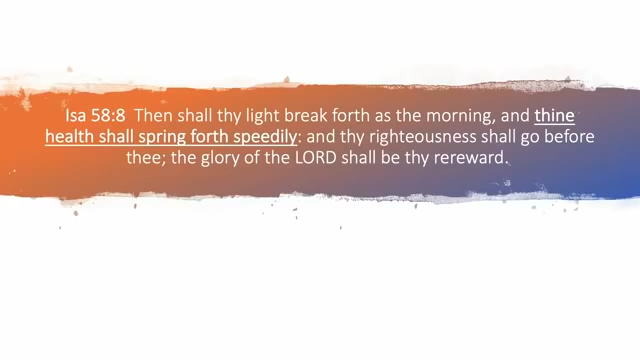 Isa 58:8  Then shall thy light break forth as the morning, and thine
health shall spring forth speedily: and thy righteousness shall go before
thee; the glory of the LORD shall be thy rereward.